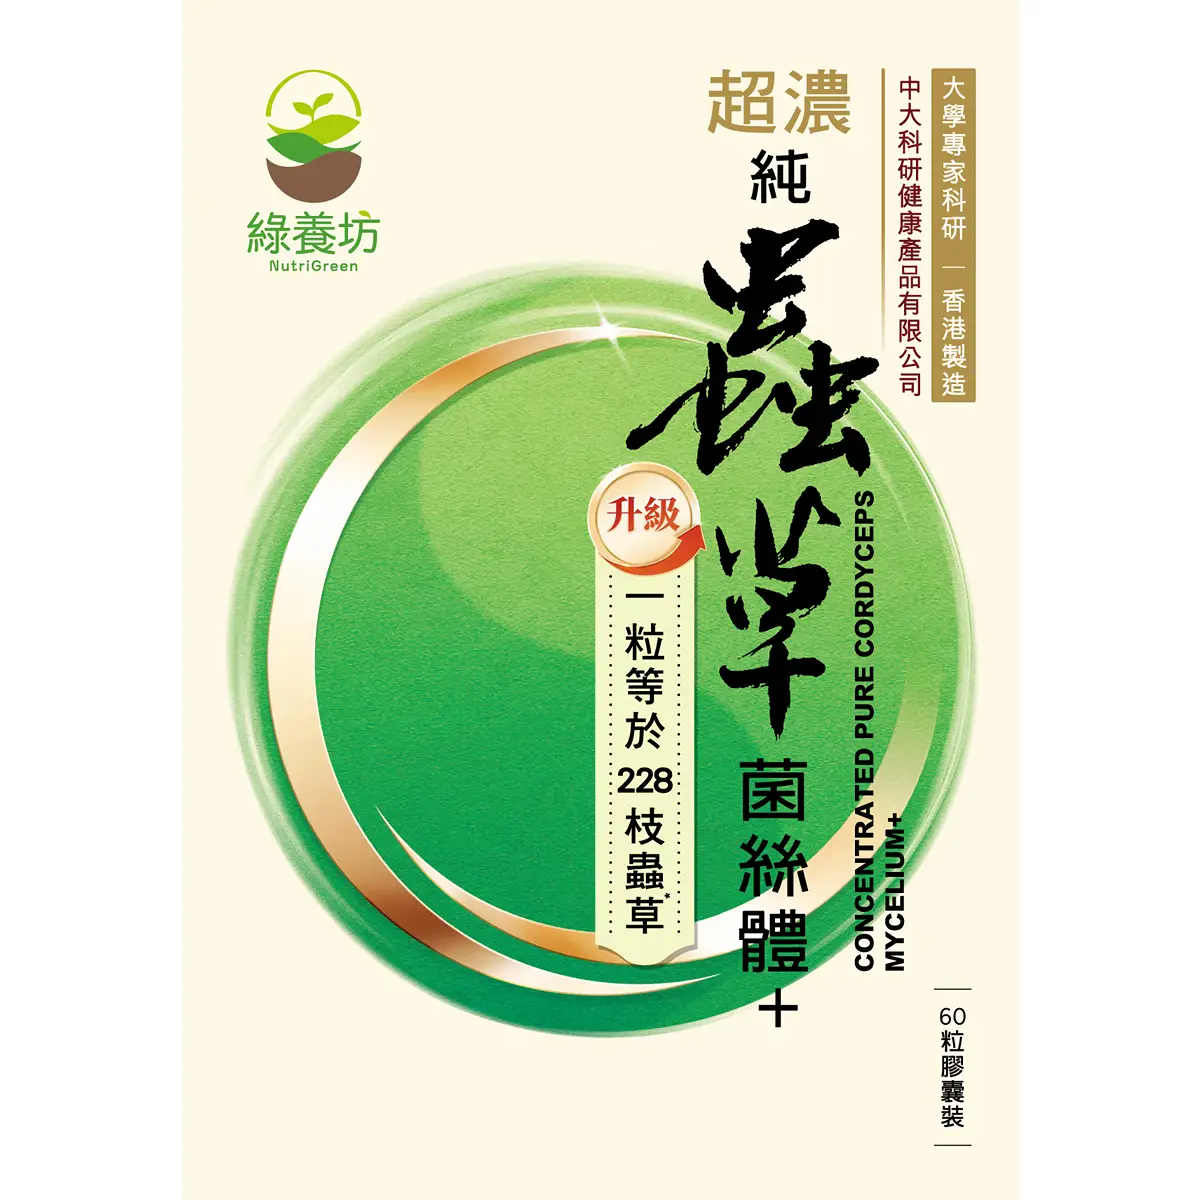 綠養坊
NutriGreen
大學專家科研 — 香港製造
中大科研健康產品有限公司
超濃
純
蟲草
菌絲體+
CONCENTRATED PURE CORDYCEPS
MYCELIUM+
升級
一粒等於228枝蟲草*
60粒膠囊裝